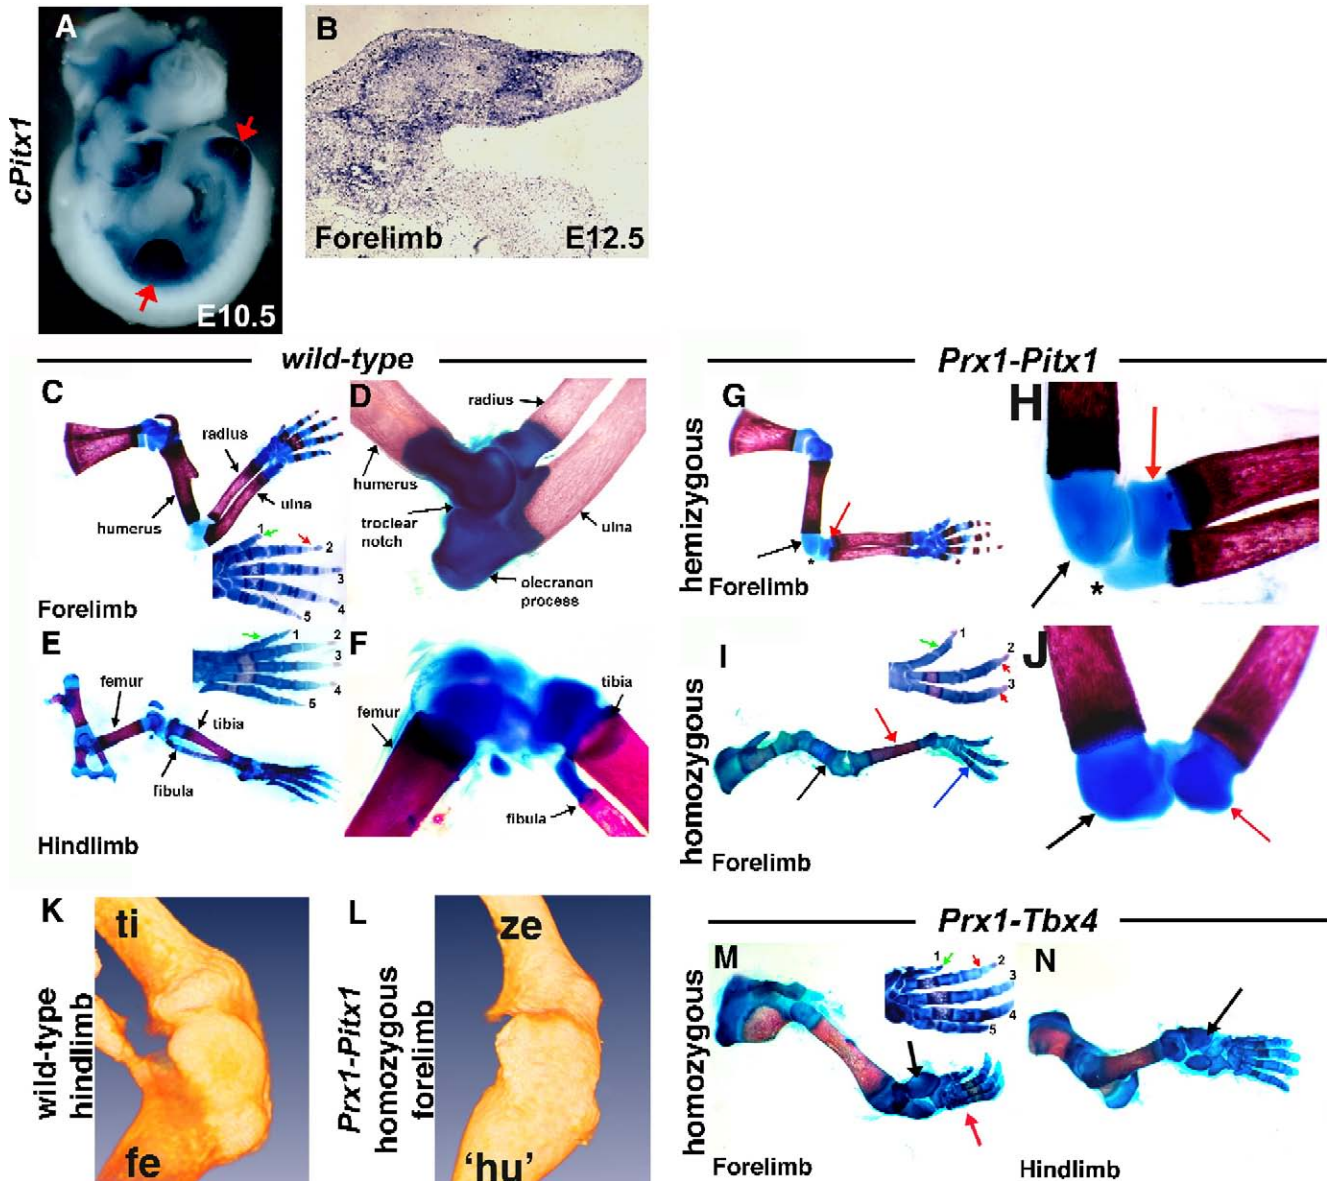 A
cPitx1
E10.5
B
Forelimb
E12.5
wild-type
C
radius
ulna
humerus
1
2
3
4
5
Forelimb
D
radius
humerus
troclear
notch
ulna
olecranon
process
E
femur
tibia
fibula
1
2
3
4
5
Hindlimb
F
femur
tibia
fibula
Prx1-Pitx1
hemizygous
G
*
Forelimb
H
*
homozygous
I
1
2
3
Forelimb
J
wild-type
hindlimb
K
ti
fe
Prx1-Pitx1
homozygous
forelimb
L
ze
‘hu’
Prx1-Tbx4
homozygous
M
1
2
3
4
5
Forelimb
N
Hindlimb